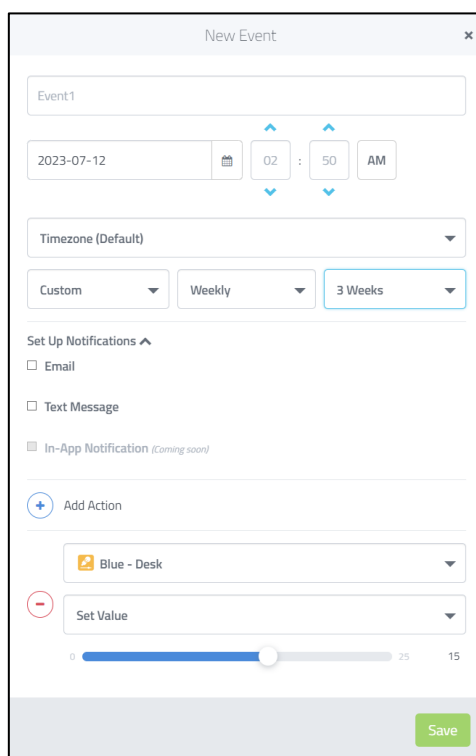 New Event ×
Event1
2023-07-12 02 : 50 AM
Timezone (Default)
Custom Weekly 3 Weeks
Set Up Notifications
Email
Text Message
In-App Notification (Coming soon)
+ Add Action
Blue - Desk
Set Value
0 25 15
Save